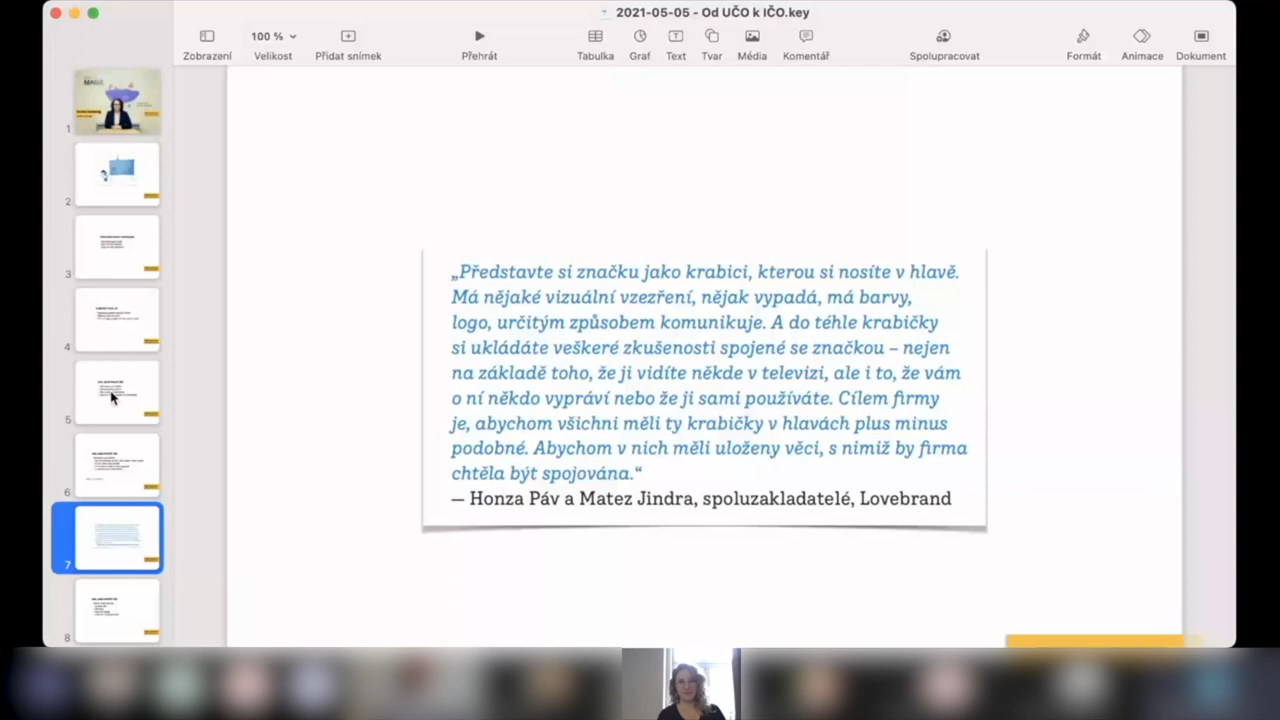 2021-05-05 - Od UČO k IČO.key
100 %
Zobrazení
Velikost
Přidat snímek
Přehrát
Tabulka
Graf
Text
Tvar
Média
Komentář
Spolupracovat
Formát
Animace
Dokument
1
2
3
4
5
6
7
8
„Představte si značku jako krabici, kterou si nosíte v hlavě.
Má nějaké vizuální vzezření, nějak vypadá, má barvy,
logo, určitým způsobem komunikuje. A do téhle krabičky
si ukládáte veškeré zkušenosti spojené se značkou – nejen
na základě toho, že ji vidíte někde v televizi, ale i to, že vám
o ní někdo vypráví nebo že ji sami používáte. Cílem firmy
je, abychom všichni měli ty krabičky v hlavách plus minus
podobné. Abychom v nich měli uloženy věci, s nimiž by firma
chtěla být spojována.“
— Honza Páv a Matez Jindra, spoluzakladatelé, Lovebrand